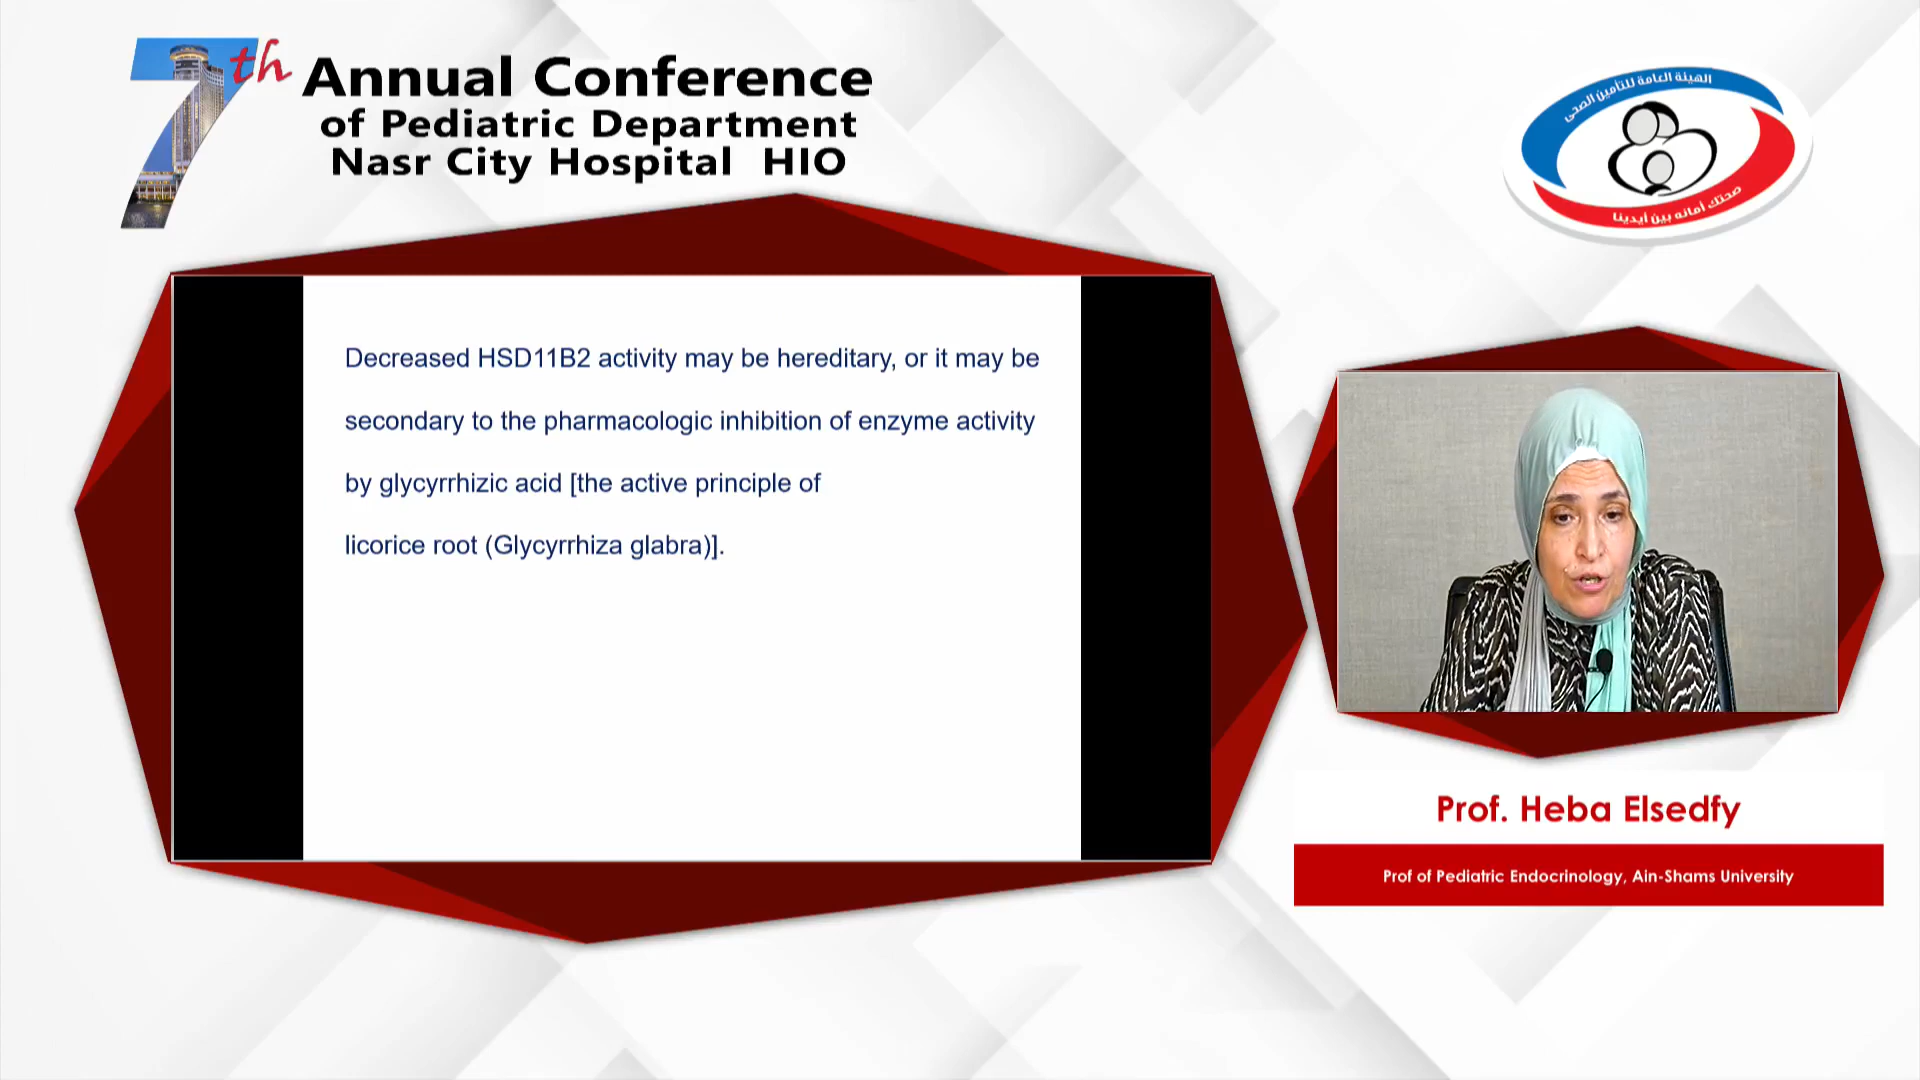 7th
Annual Conference
of Pediatric Department
Nasr City Hospital HIO
الهيئة العامة للتأمين الصحى
صحتك أمانه بين أيدينا
Decreased HSD11B2 activity may be hereditary, or it may be
secondary to the pharmacologic inhibition of enzyme activity
by glycyrrhizic acid [the active principle of
licorice root (Glycyrrhiza glabra)].
Prof. Heba Elsedfy
Prof of Pediatric Endocrinology, Ain-Shams University